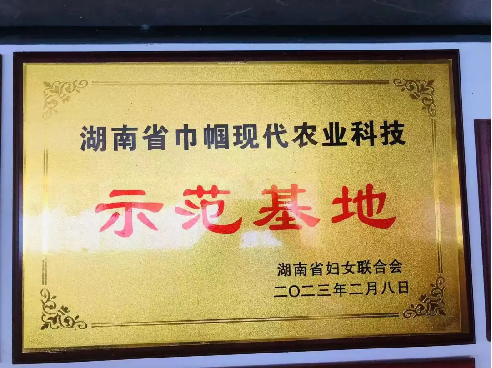 湖南省巾帼现代农业科技
示范基地
湖南省妇女联合会
二〇二三年二月八日